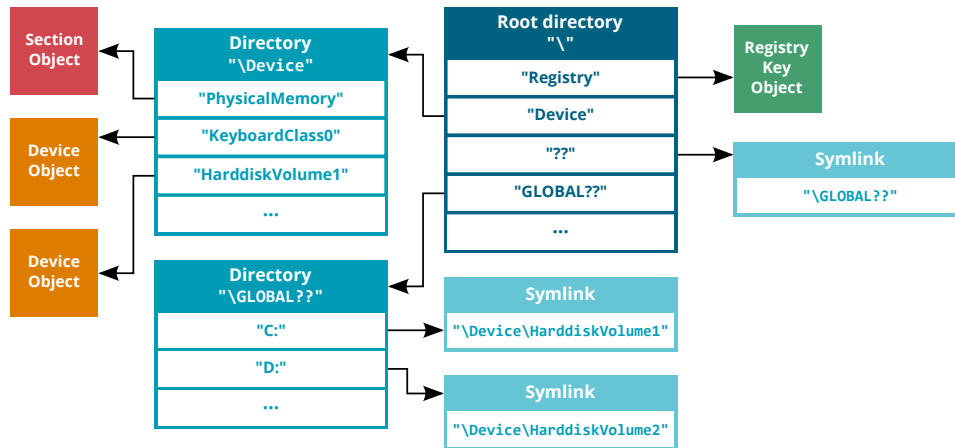 Section
Object
Device
Object
Device
Object
Directory
"\Device"
"PhysicalMemory"
"KeyboardClass0"
"HarddiskVolume1"
...
Root directory
"\"
"Registry"
"Device"
"??"
"GLOBAL??"
...
Registry
Key
Object
Symlink
"\GLOBAL??"
Directory
"\GLOBAL??"
"C:"
"D:"
...
Symlink
"\Device\HarddiskVolume1"
Symlink
"\Device\HarddiskVolume2"